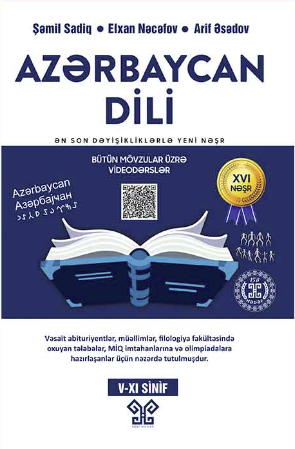 Şəmil Sadiq ● Elxan Nəcəfov ● Arif Əsədov
AZƏRBAYCAN
DİLİ
ƏN SON DƏYİŞİKLİKLƏRLƏ YENİ NƏŞR
BÜTÜN MÖVZULAR ÜZRƏ
VİDEODƏRSLƏR
XVI
NƏŞR
Azərbaycan
Азәрбајҹан
Vəsait abituriyentlər, müəllimlər, filologiya fakültəsində
oxuyan tələbələr, MİQ imtahanlarına və olimpiadalara
hazırlaşanlar üçün nəzərdə tutulmuşdur.
V-XI SİNİF